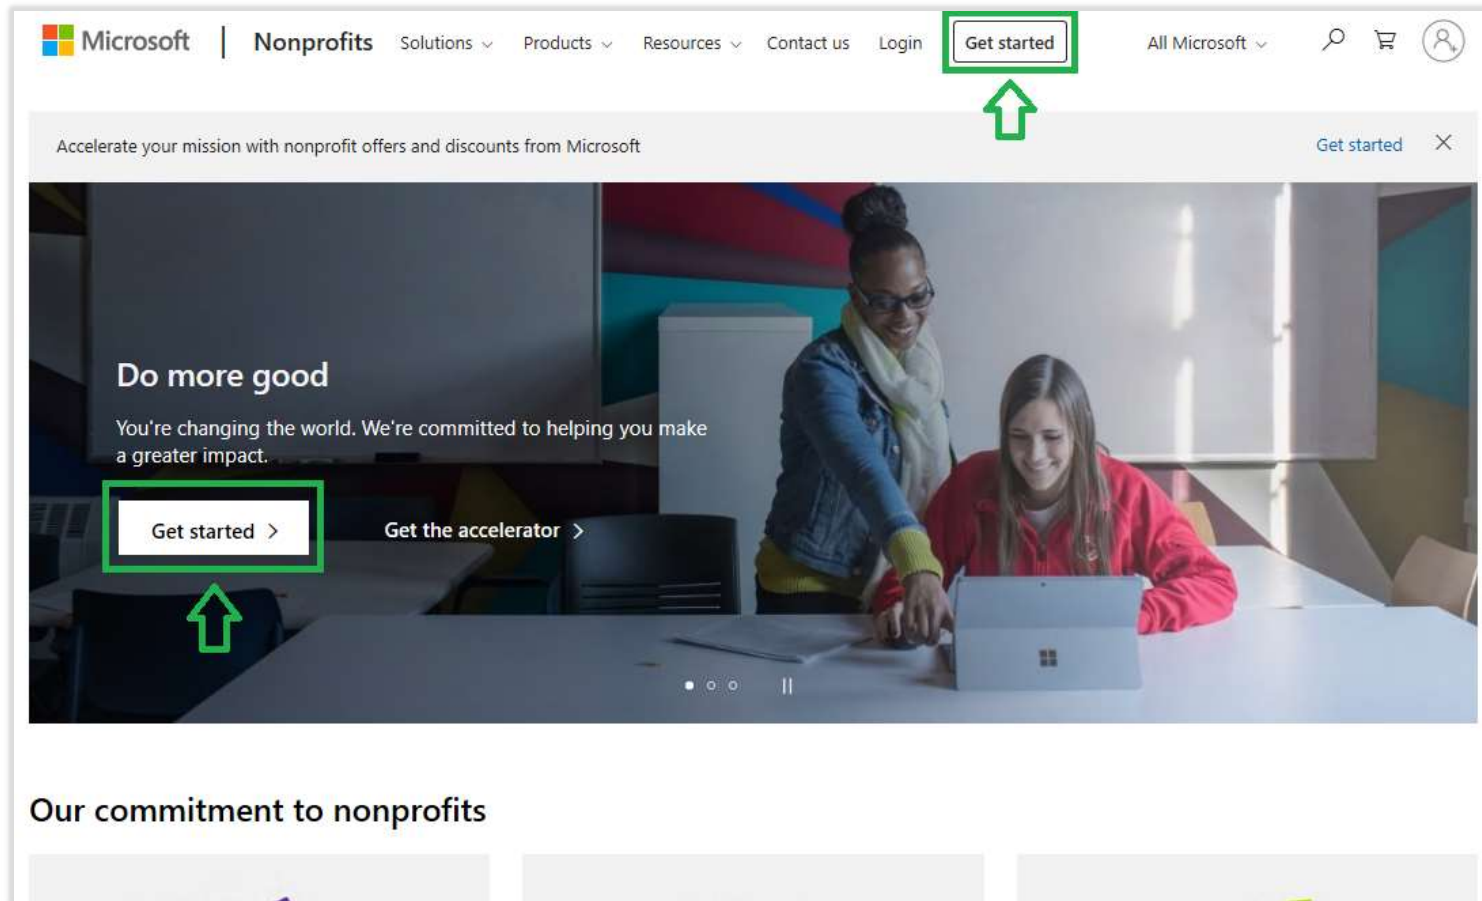 Microsoft | Nonprofits Solutions Products Resources Contact us Login Get started All Microsoft
Accelerate your mission with nonprofit offers and discounts from Microsoft Get started
Do more good
You're changing the world. We're committed to helping you make
a greater impact.
Get started > Get the accelerator >
Our commitment to nonprofits